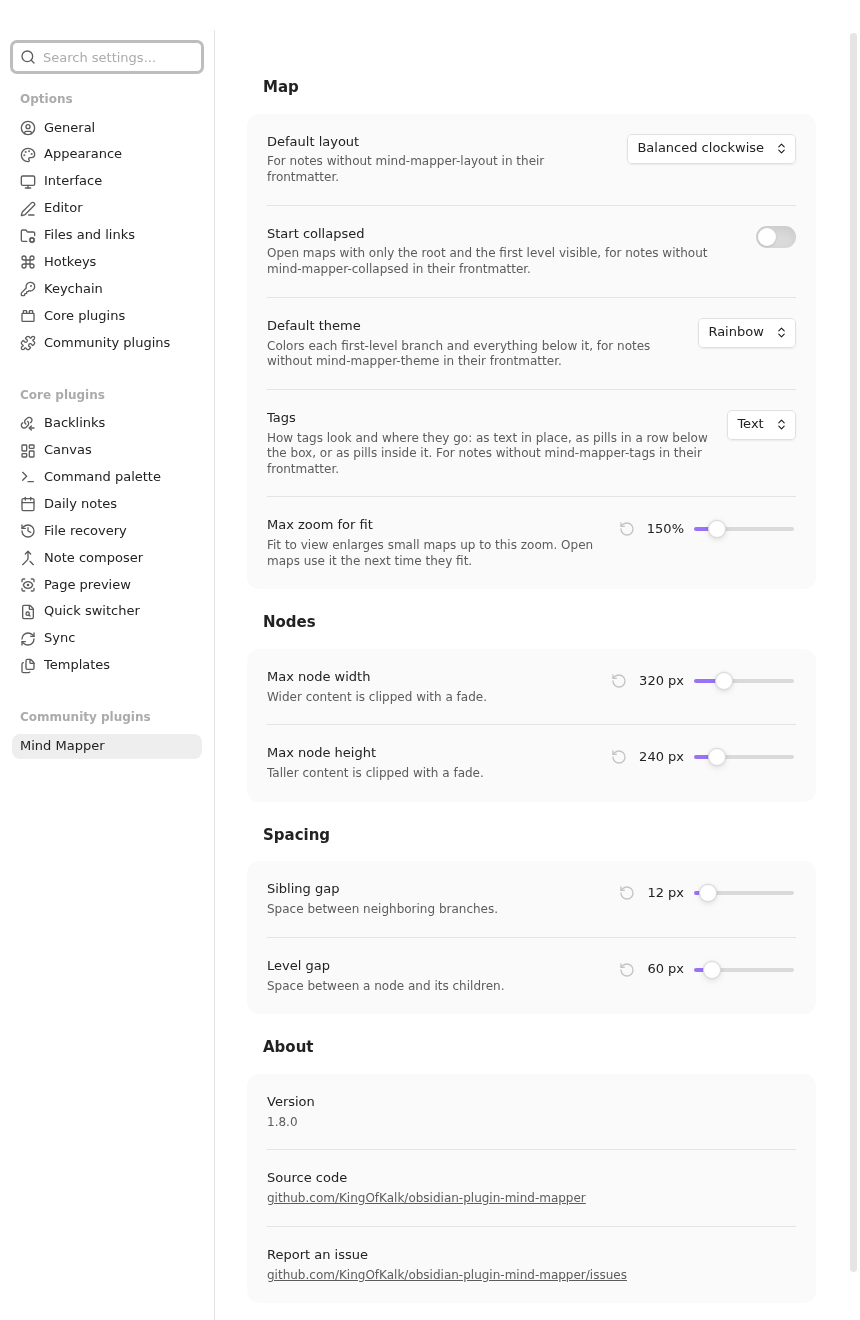 Search settings...
Options
General
Appearance
Interface
Editor
Files and links
Hotkeys
Keychain
Core plugins
Community plugins
Core plugins
Backlinks
Canvas
Command palette
Daily notes
File recovery
Note composer
Page preview
Quick switcher
Sync
Templates
Community plugins
Mind Mapper
Map
Default layout
For notes without mind-mapper-layout in their
frontmatter.
Balanced clockwise
Start collapsed
Open maps with only the root and the first level visible, for notes without
mind-mapper-collapsed in their frontmatter.
Default theme
Colors each first-level branch and everything below it, for notes
without mind-mapper-theme in their frontmatter.
Rainbow
Tags
How tags look and where they go: as text in place, as pills in a row below
the box, or as pills inside it. For notes without mind-mapper-tags in their
frontmatter.
Text
Max zoom for fit
Fit to view enlarges small maps up to this zoom. Open
maps use it the next time they fit.
150%
Nodes
Max node width
Wider content is clipped with a fade.
320 px
Max node height
Taller content is clipped with a fade.
240 px
Spacing
Sibling gap
Space between neighboring branches.
12 px
Level gap
Space between a node and its children.
60 px
About
Version
1.8.0
Source code
github.com/KingOfKalk/obsidian-plugin-mind-mapper
Report an issue
github.com/KingOfKalk/obsidian-plugin-mind-mapper/issues